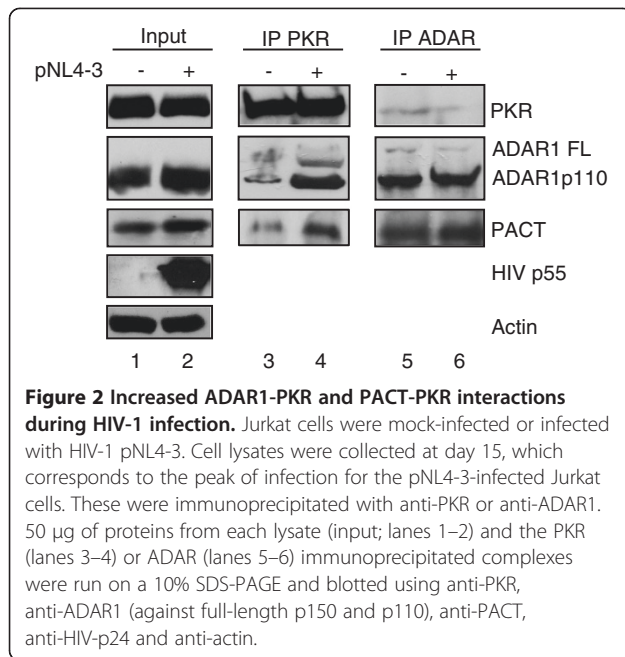 Input IP PKR IP ADAR
pNL4-3 - + - + - +
PKR
ADAR1 FL
ADAR1p110
PACT
HIV p55
Actin
1 2 3 4 5 6
Figure 2 Increased ADAR1-PKR and PACT-PKR interactions
during HIV-1 infection. Jurkat cells were mock-infected or infected
with HIV-1 pNL4-3. Cell lysates were collected at day 15, which
corresponds to the peak of infection for the pNL4-3-infected Jurkat
cells. These were immunoprecipitated with anti-PKR or anti-ADAR1.
50 μg of proteins from each lysate (input; lanes 1–2) and the PKR
(lanes 3–4) or ADAR (lanes 5–6) immunoprecipitated complexes
were run on a 10% SDS-PAGE and blotted using anti-PKR,
anti-ADAR1 (against full-length p150 and p110), anti-PACT,
anti-HIV-p24 and anti-actin.